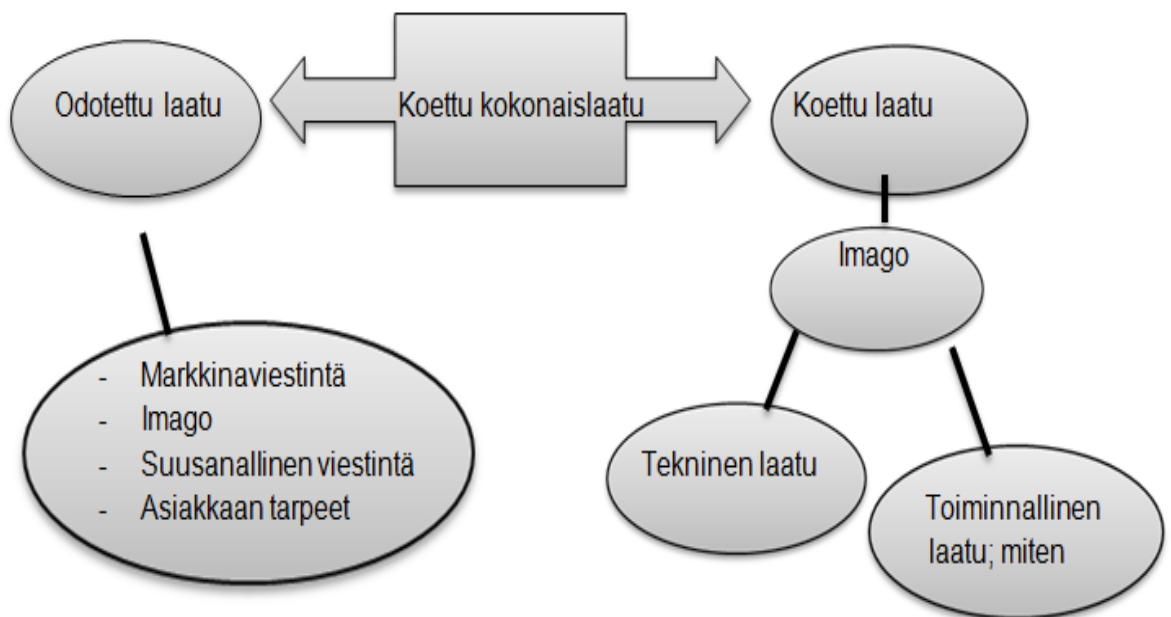 Odotettu laatu
Koettu kokonaislaatu
Koettu laatu
Imago
- Markkinaviestintä
- Imago
- Suusanallinen viestintä
- Asiakkaan tarpeet
Tekninen laatu
Toiminnallinen
laatu; miten